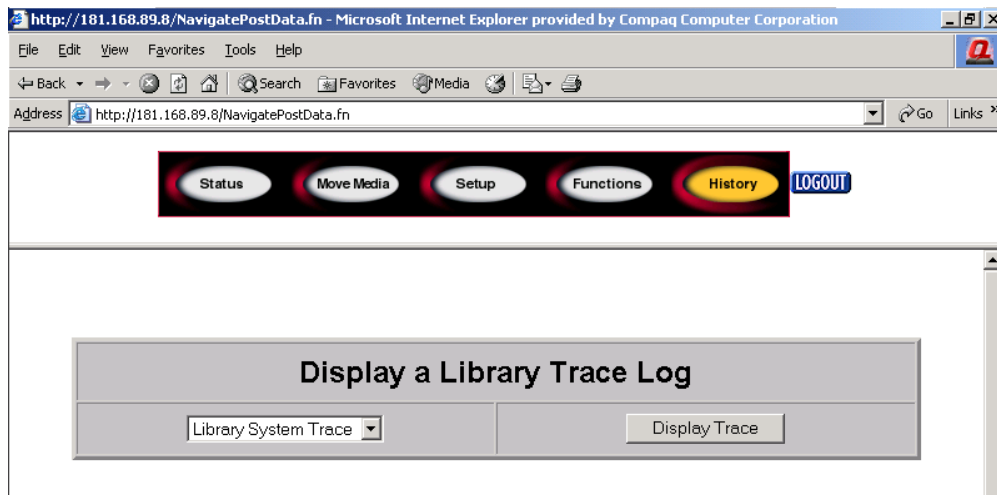 http://181.168.89.8/NavigatePostData.fn - Microsoft Internet Explorer provided by Compaq Computer Corporation
File Edit View Favorites Tools Help
Back Search Favorites Media
Address http://181.168.89.8/NavigatePostData.fn Go Links »
Status Move Media Setup Functions History LOGOUT
Display a Library Trace Log
Library System Trace Display Trace